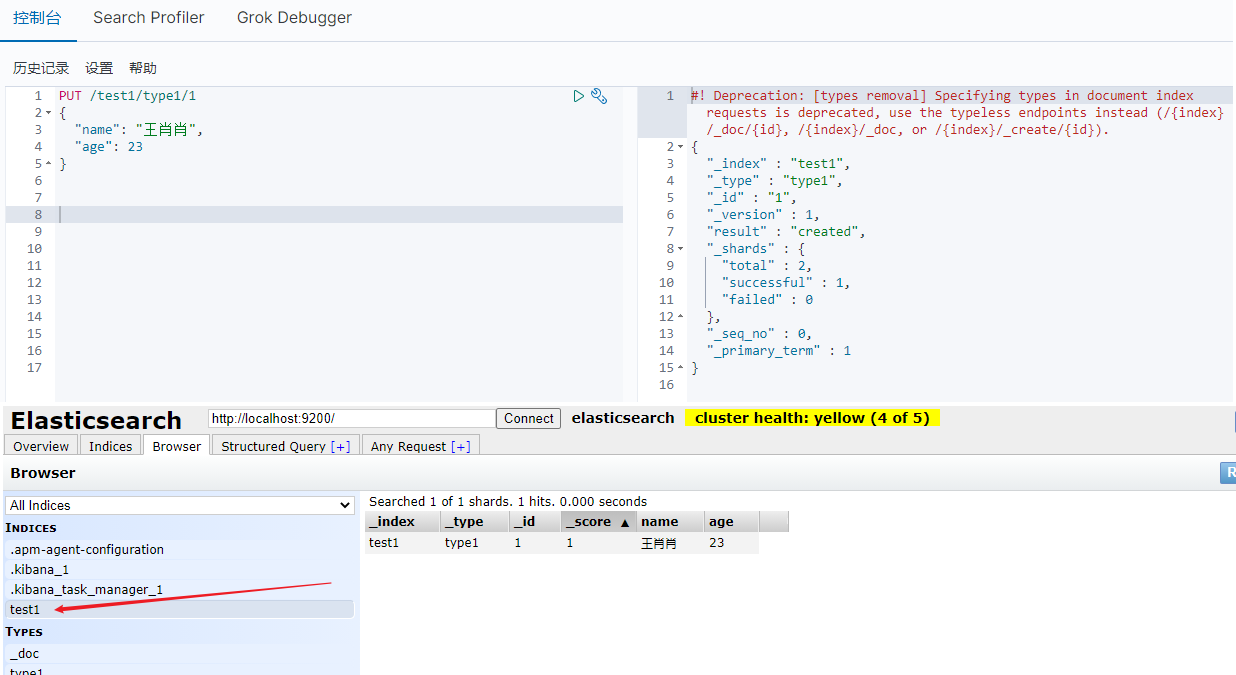 控制台 Search Profiler Grok Debugger
历史记录 设置 帮助
1 PUT /test1/type1/1
2 {
3 "name": "王肖肖",
4 "age": 23
5 }
6
7
8
9
10
11
12
13
14
15
16
17
1 #! Deprecation: [types removal] Specifying types in document index
requests is deprecated, use the typeless endpoints instead (/{index}
/_doc/{id}, /{index}/_doc, or /{index}/_create/{id}).
2 {
3 "_index" : "test1",
4 "_type" : "type1",
5 "_id" : "1",
6 "_version" : 1,
7 "result" : "created",
8 "_shards" : {
9 "total" : 2,
10 "successful" : 1,
11 "failed" : 0
12 },
13 "_seq_no" : 0,
14 "_primary_term" : 1
15 }
16
Elasticsearch http://localhost:9200/ Connect elasticsearch cluster health: yellow (4 of 5)
Overview Indices Browser Structured Query [+] Any Request [+]
Browser R
All Indices
INDICES
.apm-agent-configuration
.kibana_1
.kibana_task_manager_1
test1
TYPES
_doc
type1
Searched 1 of 1 shards. 1 hits. 0.000 seconds
_index _type _id _score ▲ name age
test1 type1 1 1 王肖肖 23